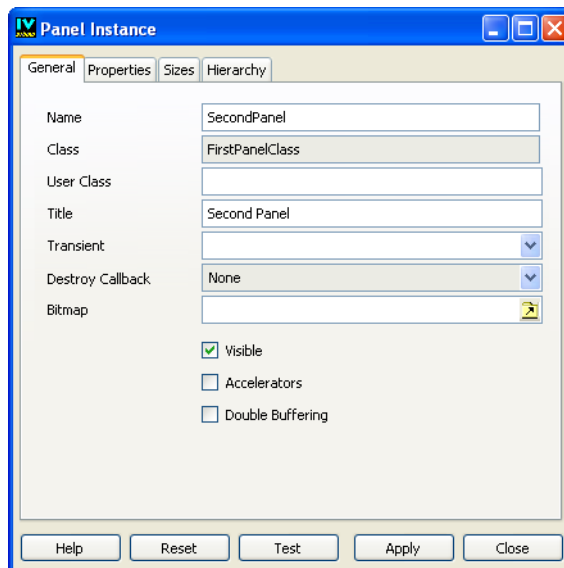 IV
Panel Instance
General Properties Sizes Hierarchy
Name SecondPanel
Class FirstPanelClass
User Class
Title Second Panel
Transient
Destroy Callback None
Bitmap
Visible
Accelerators
Double Buffering
Help Reset Test Apply Close